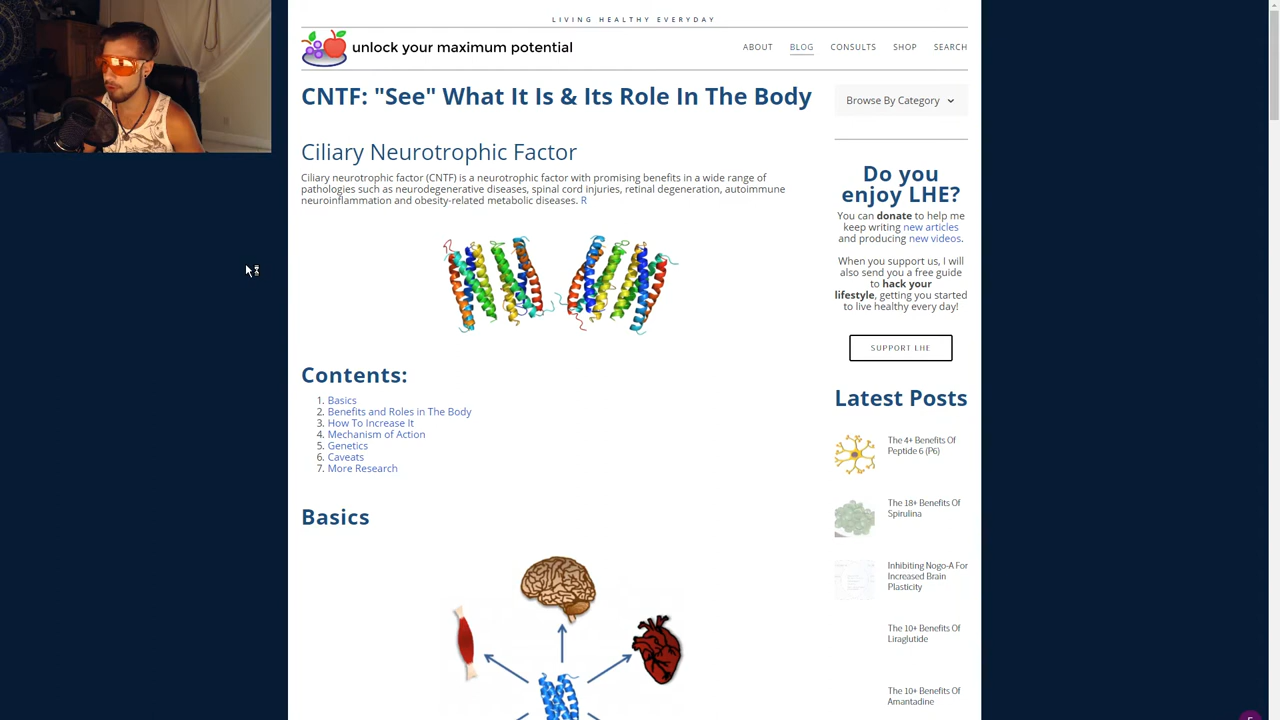 LIVING HEALTHY EVERYDAY
unlock your maximum potential
ABOUT BLOG CONSULTS SHOP SEARCH
CNTF: "See" What It Is & Its Role In The Body
Ciliary Neurotrophic Factor
Ciliary neurotrophic factor (CNTF) is a neurotrophic factor with promising benefits in a wide range of
pathologies such as neurodegenerative diseases, spinal cord injuries, retinal degeneration, autoimmune
neuroinflammation and obesity-related metabolic diseases. R
Contents:
1. Basics
2. Benefits and Roles in The Body
3. How To Increase It
4. Mechanism of Action
5. Genetics
6. Caveats
7. More Research
Basics
Browse By Category
Do you
enjoy LHE?
You can donate to help me
keep writing new articles
and producing new videos.
When you support us, I will
also send you a free guide
to hack your
lifestyle, getting you started
to live healthy every day!
SUPPORT LHE
Latest Posts
The 4+ Benefits Of
Peptide 6 (P6)
The 18+ Benefits Of
Spirulina
Inhibiting Nogo-A For
Increased Brain
Plasticity
The 10+ Benefits Of
Liraglutide
The 10+ Benefits Of
Amantadine